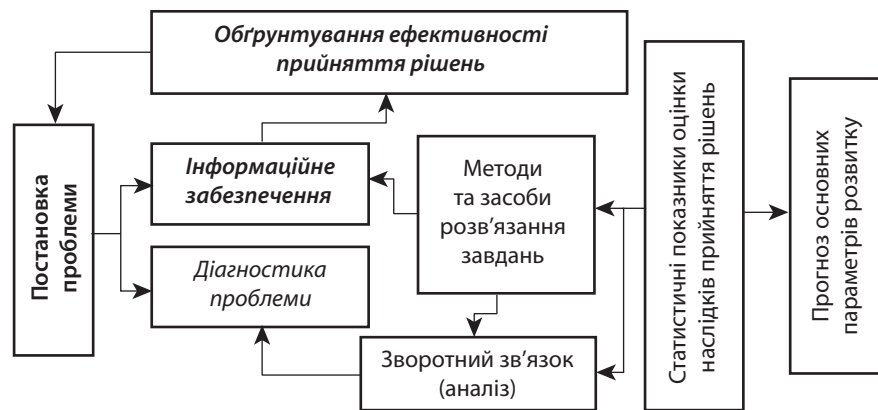 Обґрунтування ефективності
прийняття рішень
Постановка
проблеми
Інформаційне
забезпечення
Діагностика
проблеми
Методи
та засоби
розв'язання
завдань
Зворотний зв'язок
(аналіз)
Статистичні показники оцінки
наслідків прийняття рішень
Прогноз основних
параметрів розвитку